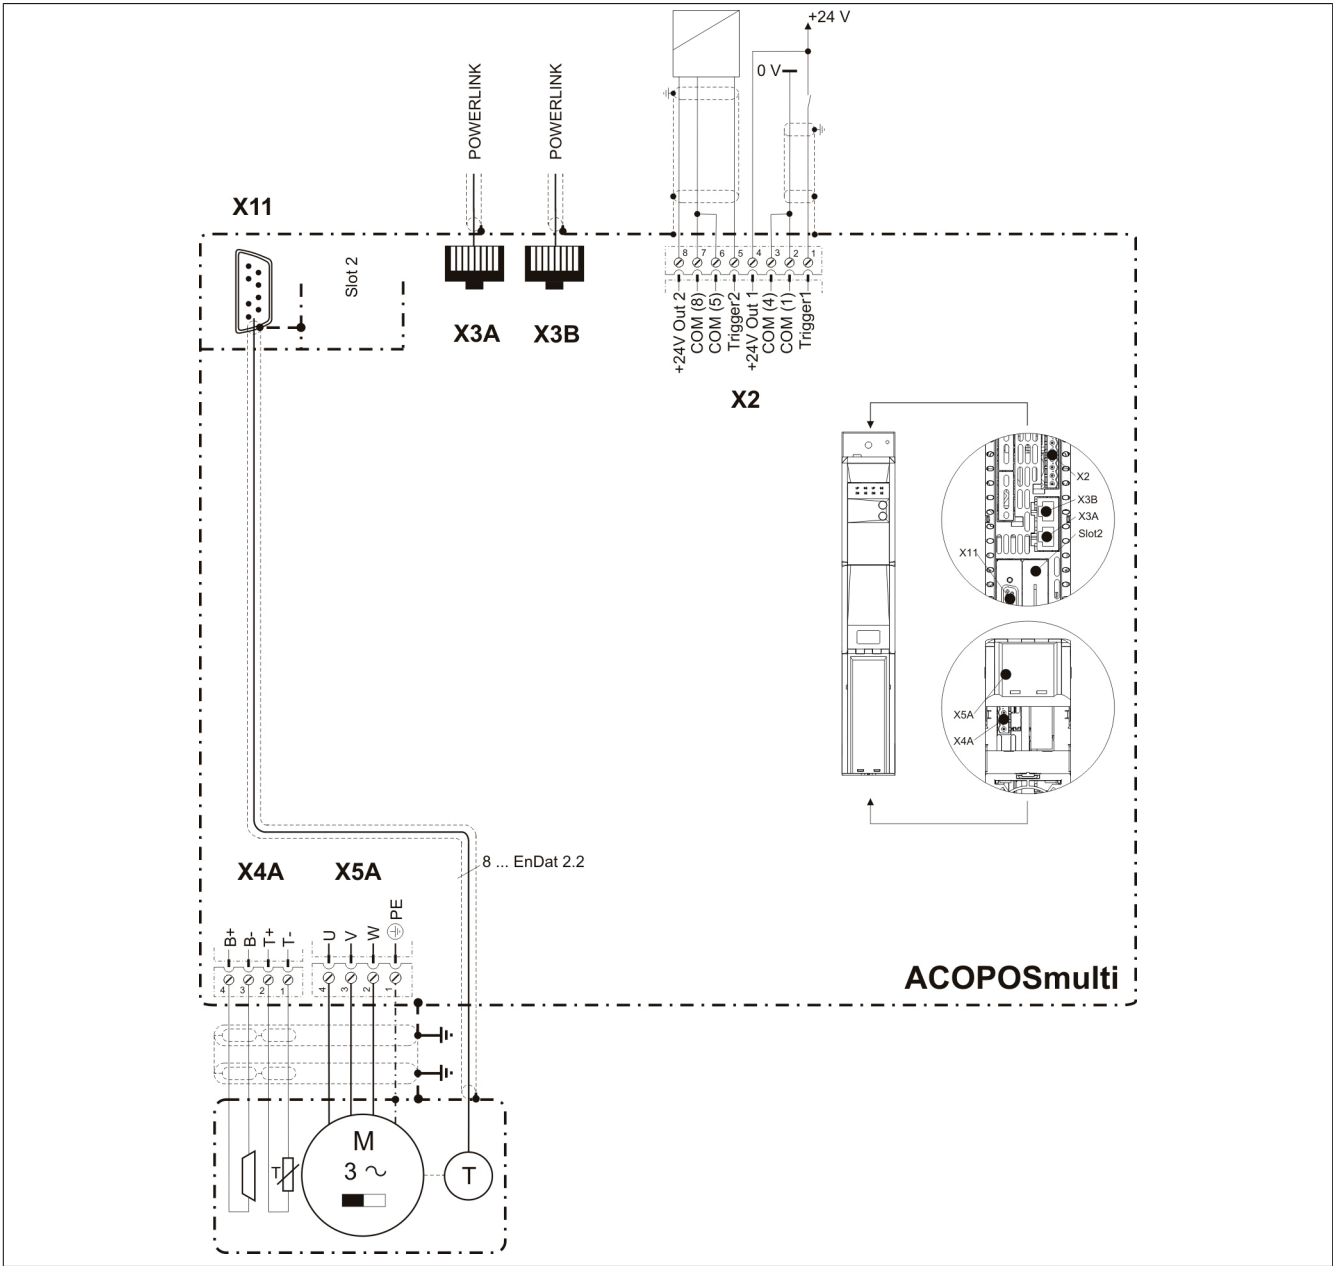 +24 V
0 V
POWERLINK
POWERLINK
X11
Slot 2
X3A
X3B
8 7 6 5 4 3 2 1
+24V Out 2
COM (8)
COM (5)
Trigger2
+24V Out 1
COM (4)
COM (1)
Trigger1
X2
X2
X3B
X3A
Slot2
X11
X5A
X4A
8 ... EnDat 2.2
X4A
X5A
B+
B-
T+
T-
U
V
W
PE
4 3 2 1
4 3 2 1
ACOPOSmulti
M
3 ~
T
T